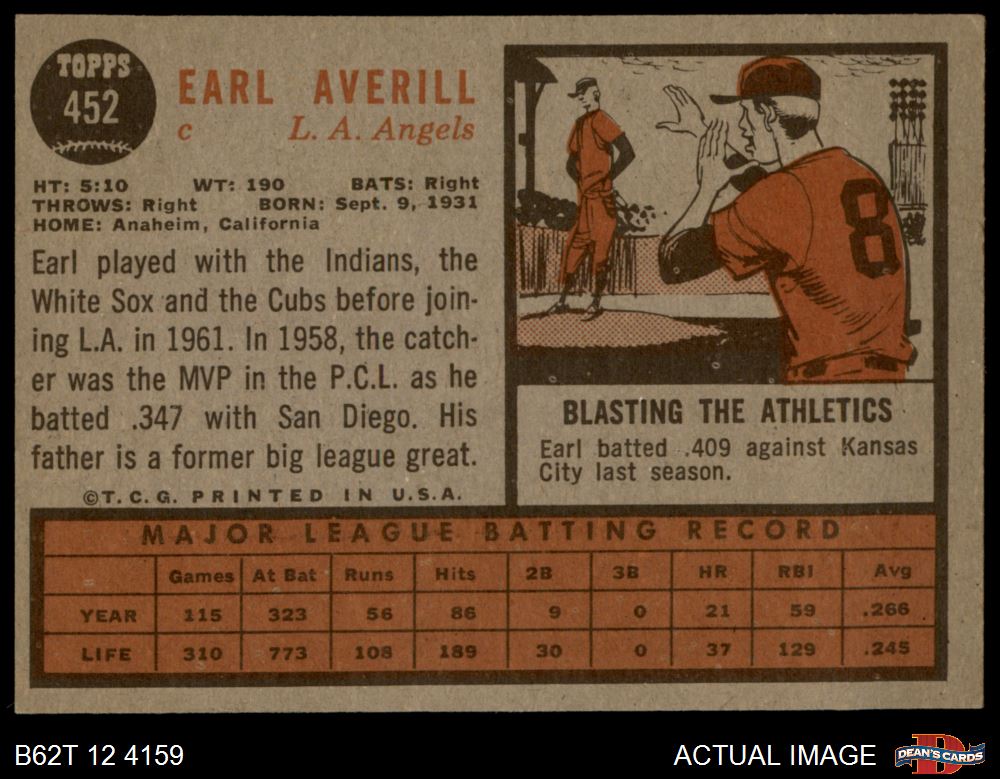 TOPPS
452
EARL AVERILL
C L. A. Angels
HT: 5:10 WT: 190 BATS: Right
THROWS: Right BORN: Sept. 9, 1931
HOME: Anaheim, California
Earl played with the Indians, the
White Sox and the Cubs before join-
ing L.A. in 1961. In 1958, the catch-
er was the MVP in the P.C.L. as he
batted .347 with San Diego. His
father is a former big league great.
©T.C.G. PRINTED IN U.S.A.
8
BLASTING THE ATHLETICS
Earl batted .409 against Kansas
City last season.
MAJOR LEAGUE BATTING RECORD
Games At Bat Runs Hits 2B 3B HR RBI Avg
YEAR 115 323 56 86 9 0 21 59 .266
LIFE 310 773 108 189 30 0 37 129 .245
B62T 12 4159 ACTUAL IMAGE DEAN'S CARDS